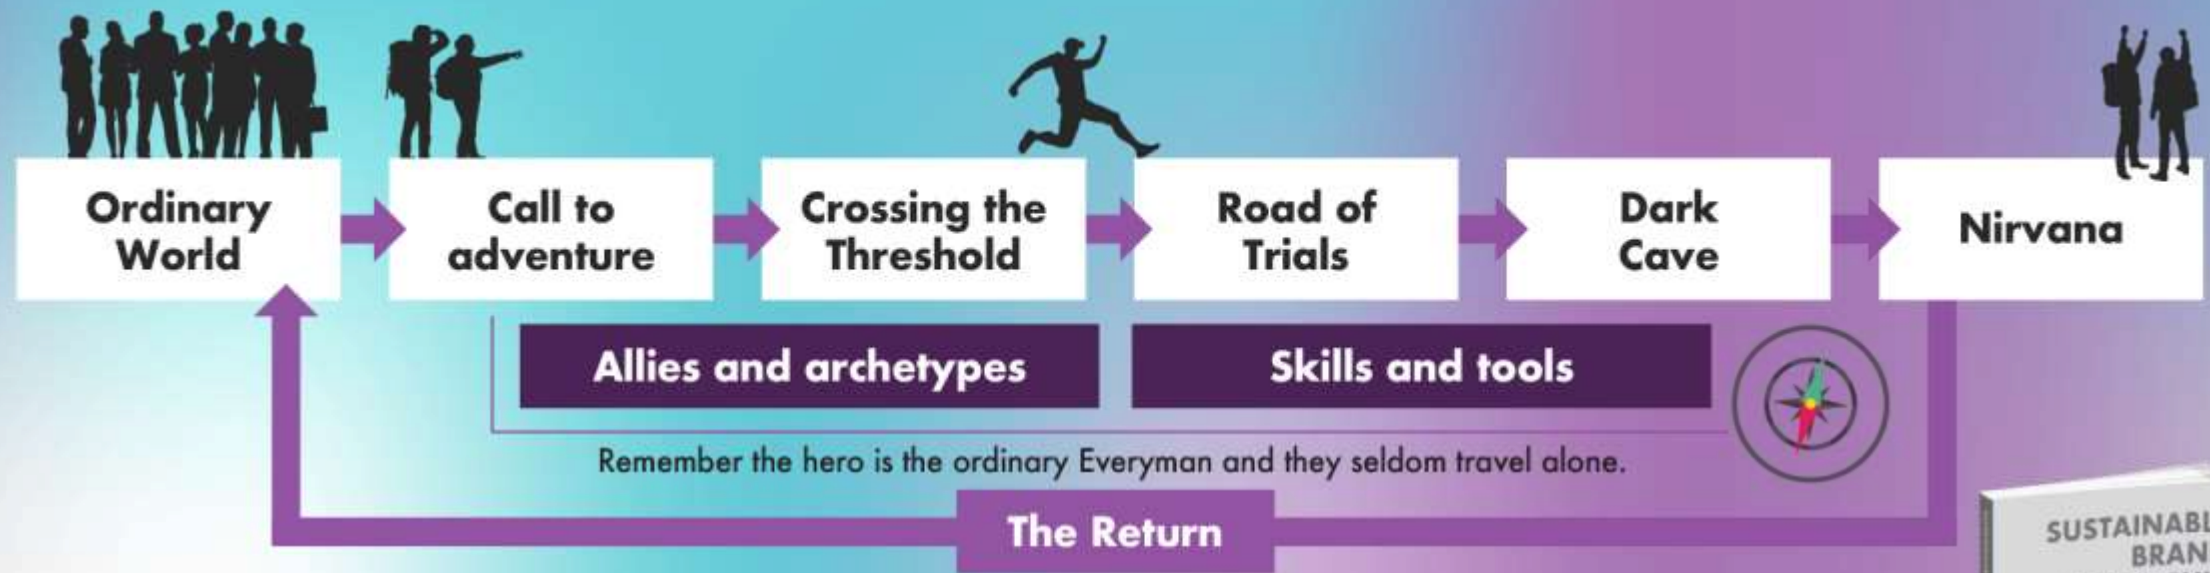 Ordinary
World
Call to
adventure
Crossing the
Threshold
Road of
Trials
Dark
Cave
Nirvana
Allies and archetypes
Skills and tools
Remember the hero is the ordinary Everyman and they seldom travel alone.
The Return